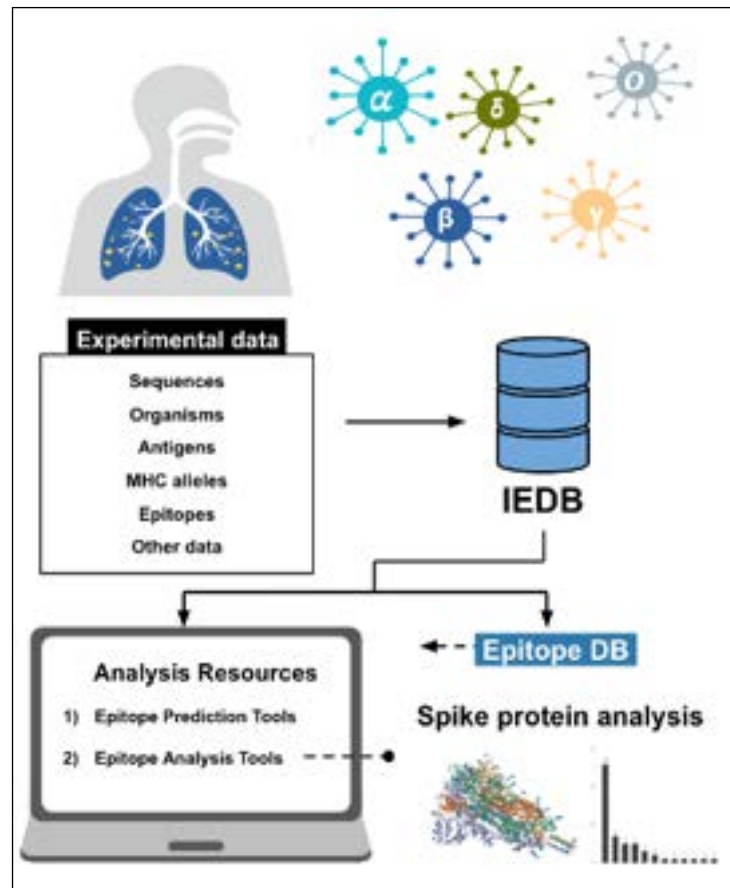 α
δ
O
β
γ
Experimental data
Sequences
Organisms
Antigens
MHC alleles
Epitopes
Other data
IEDB
Analysis Resources
1) Epitope Prediction Tools
2) Epitope Analysis Tools
Epitope DB
Spike protein analysis